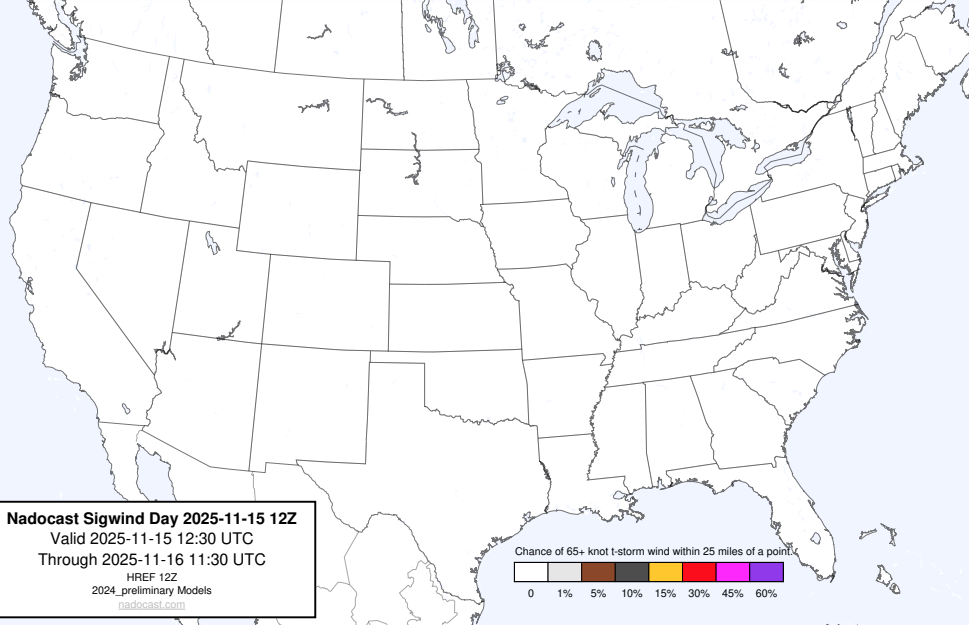 Nadocast Sigwind Day 2025-11-15 12Z
Valid 2025-11-15 12:30 UTC
Through 2025-11-16 11:30 UTC
HREF 12Z
2024_preliminary Models
nadocast.com
Chance of 65+ knot t-storm wind within 25 miles of a point.
0 1% 5% 10% 15% 30% 45% 60%